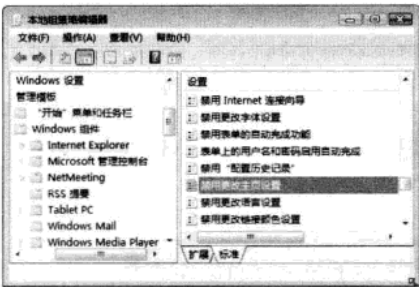 本地组策略编辑器
文件(F) 操作(A) 查看(V) 帮助(H)
Windows 设置
管理模板
"开始" 菜单和任务栏
Windows 组件
Internet Explorer
Microsoft 管理控制台
NetMeeting
RSS 摘要
Tablet PC
Windows Mail
Windows Media Player
设置
禁用 Internet 连接向导
禁用更改字体设置
禁用表单的自动完成功能
表单上的用户名和密码启用自动完成
禁用 "配置历史记录"
禁用更改主页设置
禁用更改语言设置
禁用更改链接颜色设置
扩展 标准